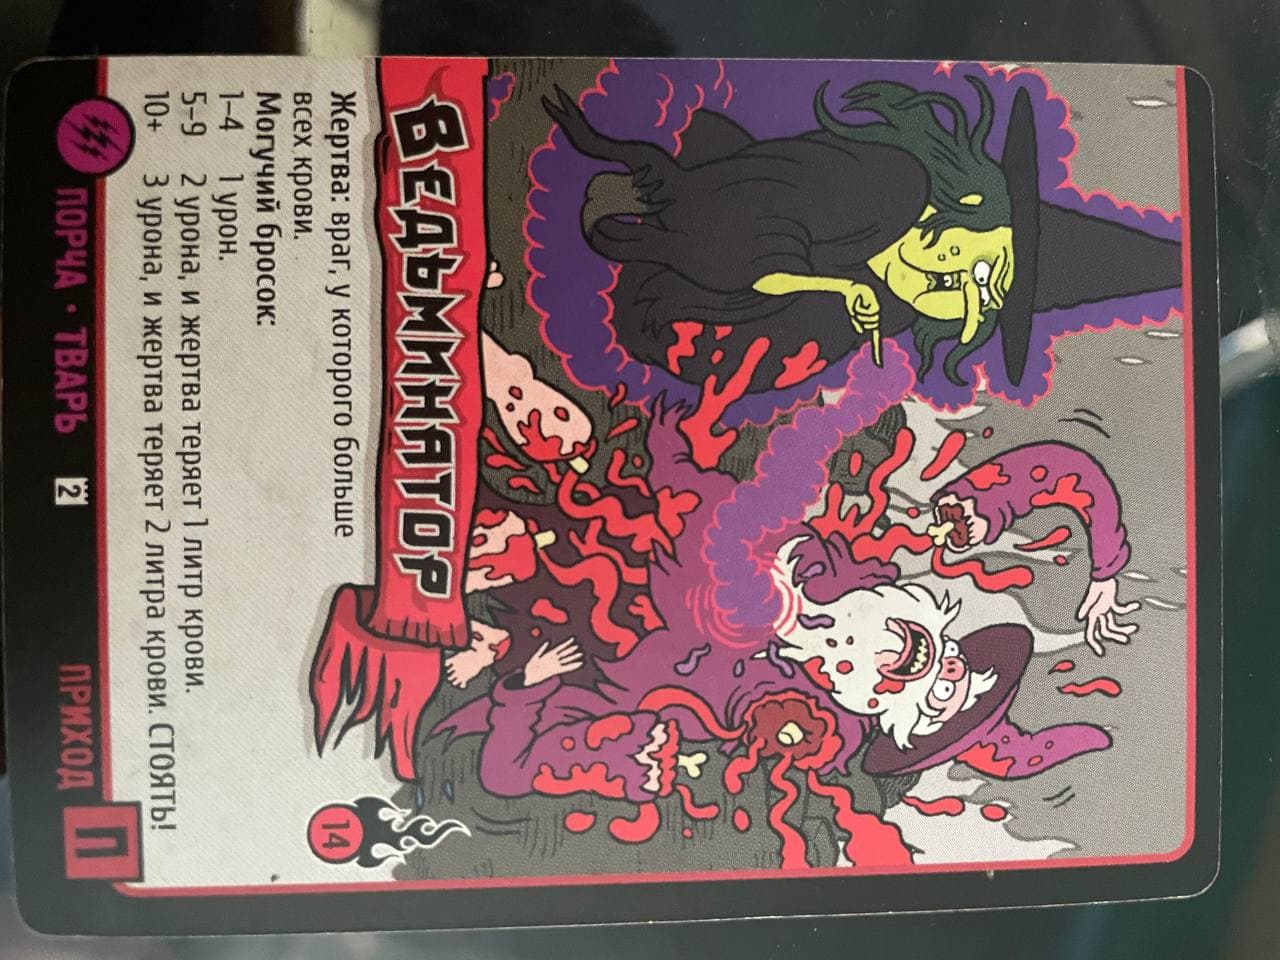 Ведьминатор
14
Жертва: враг, у которого больше
всех крови.
Могучий бросок:
1–4 1 урон.
5–9 2 урона, и жертва теряет 1 литр крови.
10+ 3 урона, и жертва теряет 2 литра крови. СТОЯТЬ!
ПОРЧА · ТВАРЬ 2 ПРИХОД П